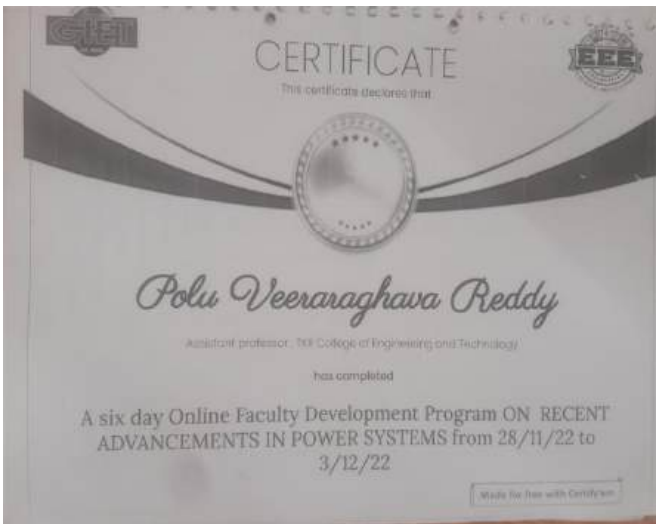 GIET
CERTIFICATE
EEE
This certificate declares that
Polu Veeraraghava Reddy
Assistant professor, TKR College of Engineering and Technology
has completed
A six day Online Faculty Development Program ON RECENT
ADVANCEMENTS IN POWER SYSTEMS from 28/11/22 to
3/12/22
Made for free with Certify'em